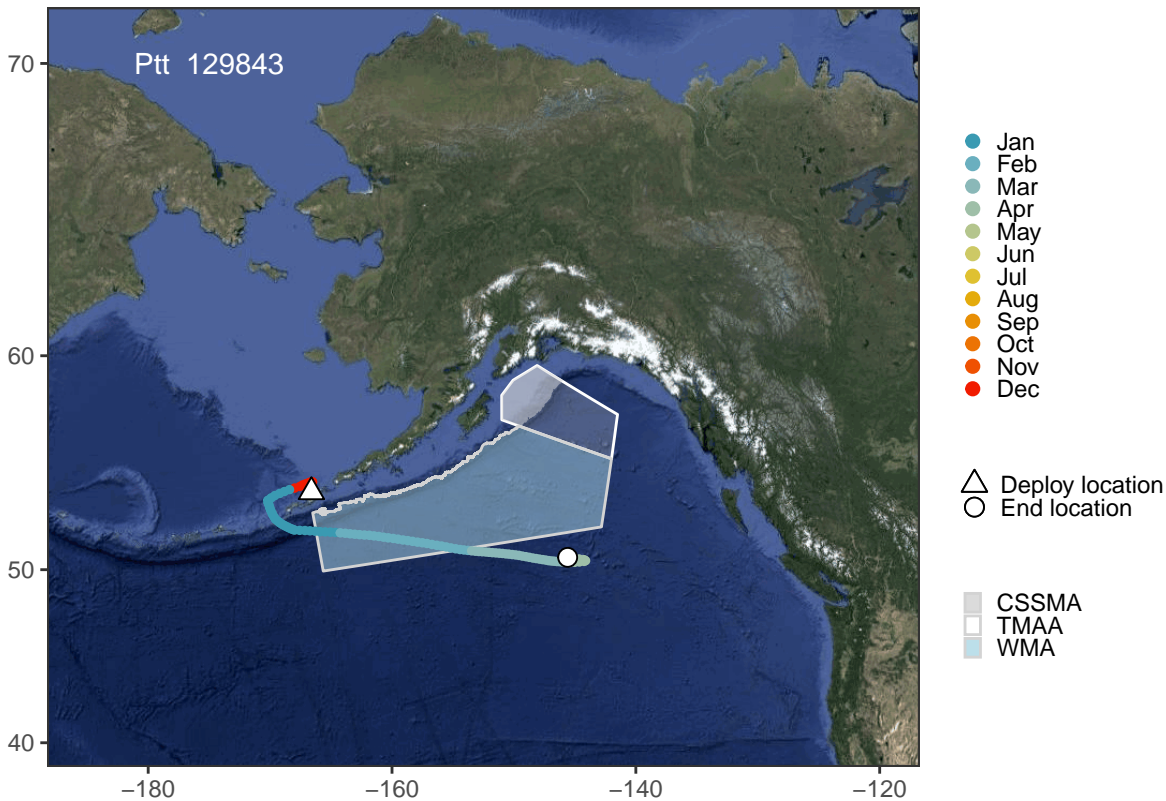 Ptt 129843
70
60
50
40
−180
−160
−140
−120
Jan
Feb
Mar
Apr
May
Jun
Jul
Aug
Sep
Oct
Nov
Dec
Deploy location
End location
CSSMA
TMAA
WMA